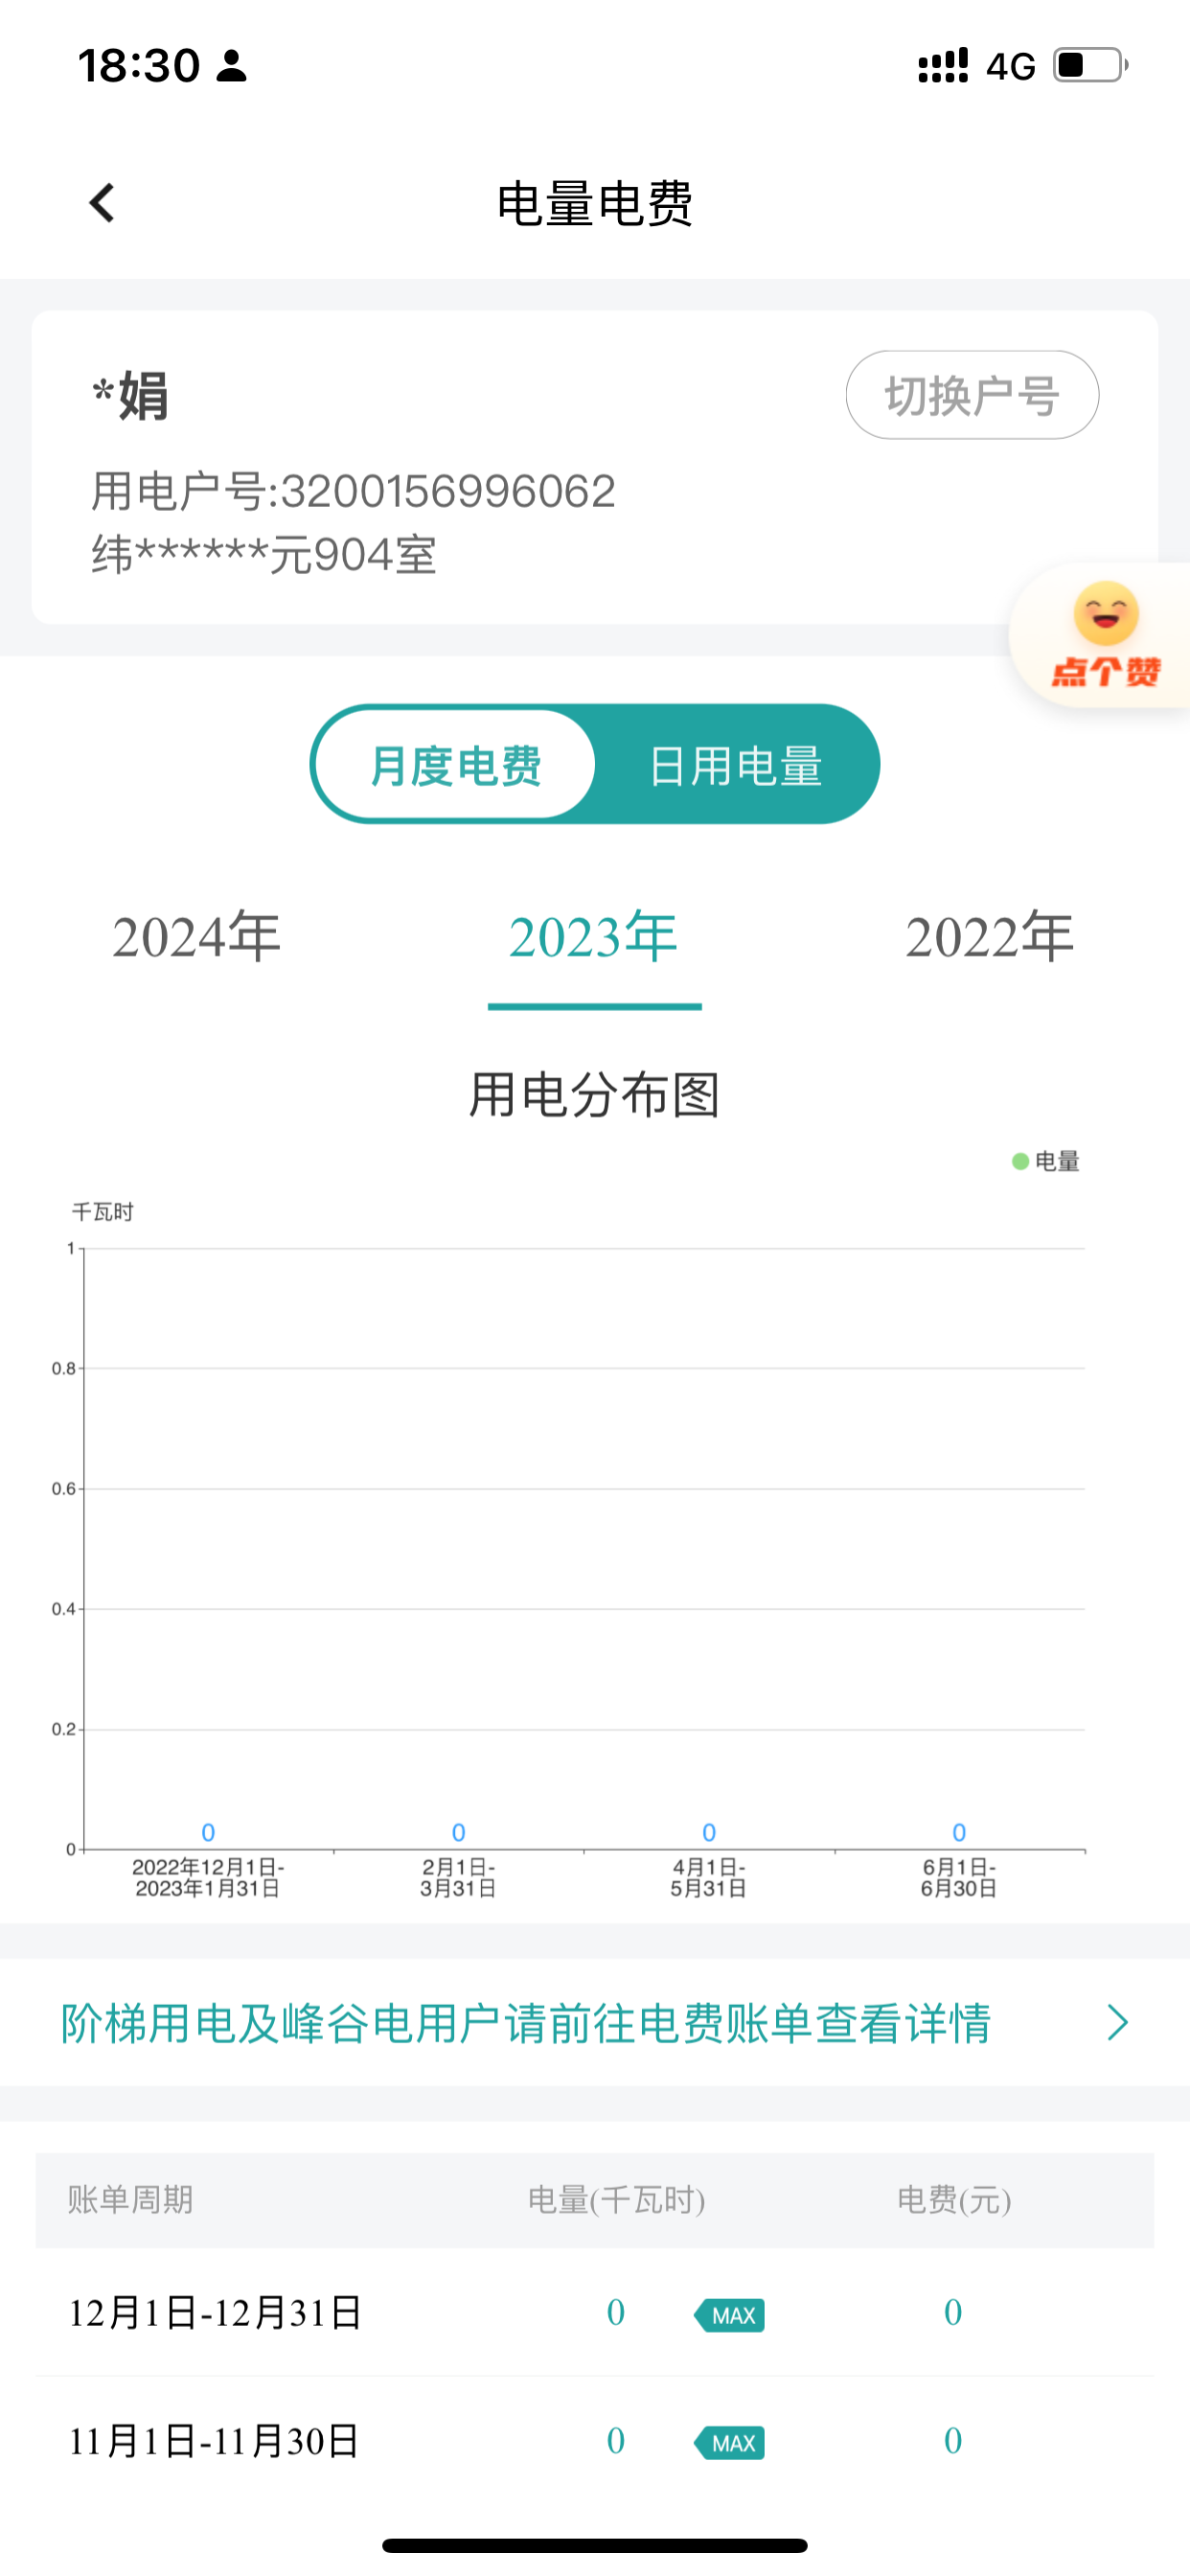 18:30 4G
电量电费
*娟
切换户号
用电户号:3200156996062
纬******元904室
点个赞
月度电费 日用电量
2024年 2023年 2022年
用电分布图
电量
千瓦时
1
0.8
0.6
0.4
0.2
0
0 0 0 0
2022年12月1日- 2月1日- 4月1日- 6月1日-
2023年1月31日 3月31日 5月31日 6月30日
阶梯用电及峰谷电用户请前往电费账单查看详情
账单周期 电量(千瓦时) 电费(元)
12月1日-12月31日 0 MAX 0
11月1日-11月30日 0 MAX 0